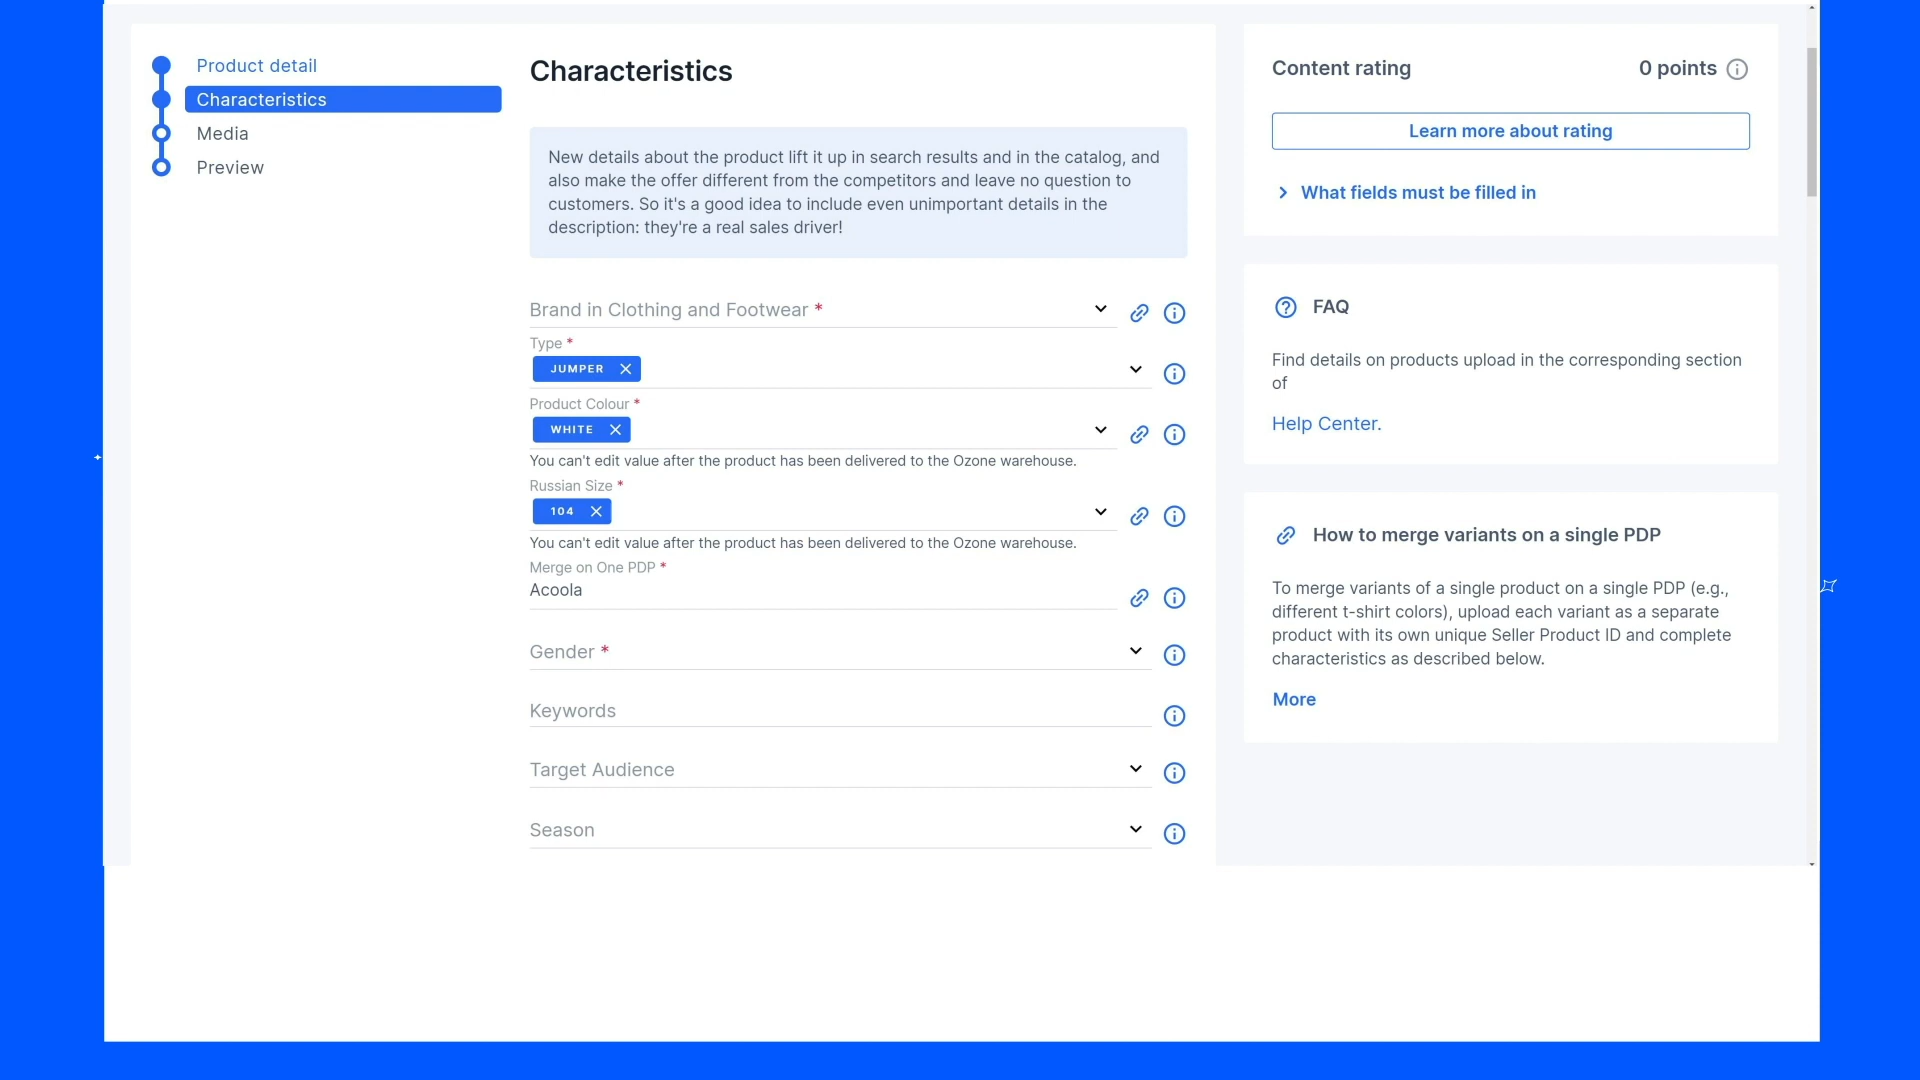 Product detail
Characteristics
Media
Preview
Characteristics
New details about the product lift it up in search results and in the catalog, and
also make the offer different from the competitors and leave no question to
customers. So it's a good idea to include even unimportant details in the
description: they're a real sales driver!
Brand in Clothing and Footwear *
Type *
JUMPER
Product Colour *
WHITE
You can't edit value after the product has been delivered to the Ozone warehouse.
Russian Size *
104
You can't edit value after the product has been delivered to the Ozone warehouse.
Merge on One PDP *
Acoola
Gender *
Keywords
Target Audience
Season
Content rating
0 points
Learn more about rating
What fields must be filled in
FAQ
Find details on products upload in the corresponding section
of
Help Center.
How to merge variants on a single PDP
To merge variants of a single product on a single PDP (e.g.,
different t-shirt colors), upload each variant as a separate
product with its own unique Seller Product ID and complete
characteristics as described below.
More